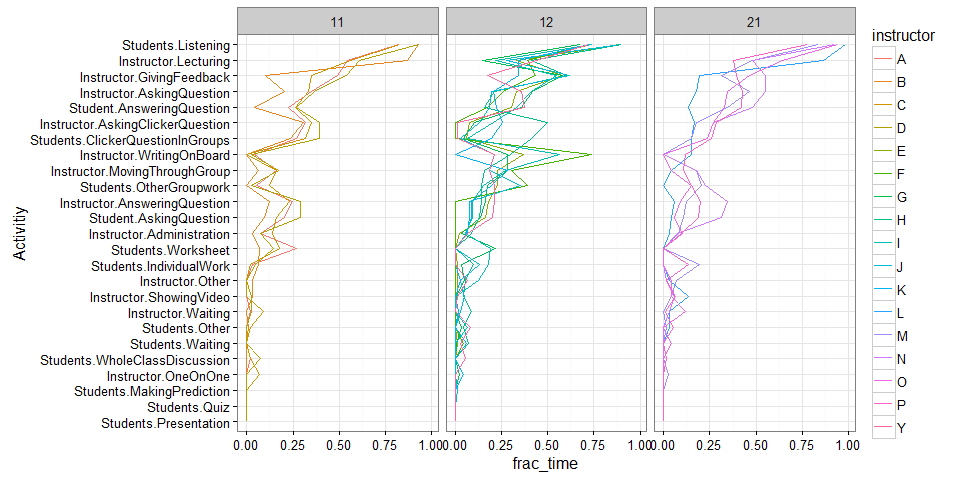 11
12
21
Activitiy
Students.Listening
Instructor.Lecturing
Instructor.GivingFeedback
Instructor.AskingQuestion
Student.AnsweringQuestion
Instructor.AskingClickerQuestion
Students.ClickerQuestionInGroups
Instructor.WritingOnBoard
Instructor.MovingThroughGroup
Students.OtherGroupwork
Instructor.AnsweringQuestion
Student.AskingQuestion
Instructor.Administration
Students.Worksheet
Students.IndividualWork
Instructor.Other
Instructor.ShowingVideo
Instructor.Waiting
Students.Other
Students.Waiting
Students.WholeClassDiscussion
Instructor.OneOnOne
Students.MakingPrediction
Students.Quiz
Students.Presentation
0.00 0.25 0.50 0.75 1.00
0.00 0.25 0.50 0.75 1.00
0.00 0.25 0.50 0.75 1.00
frac_time
instructor
A
B
C
D
E
F
G
H
I
J
K
L
M
N
O
P
Y